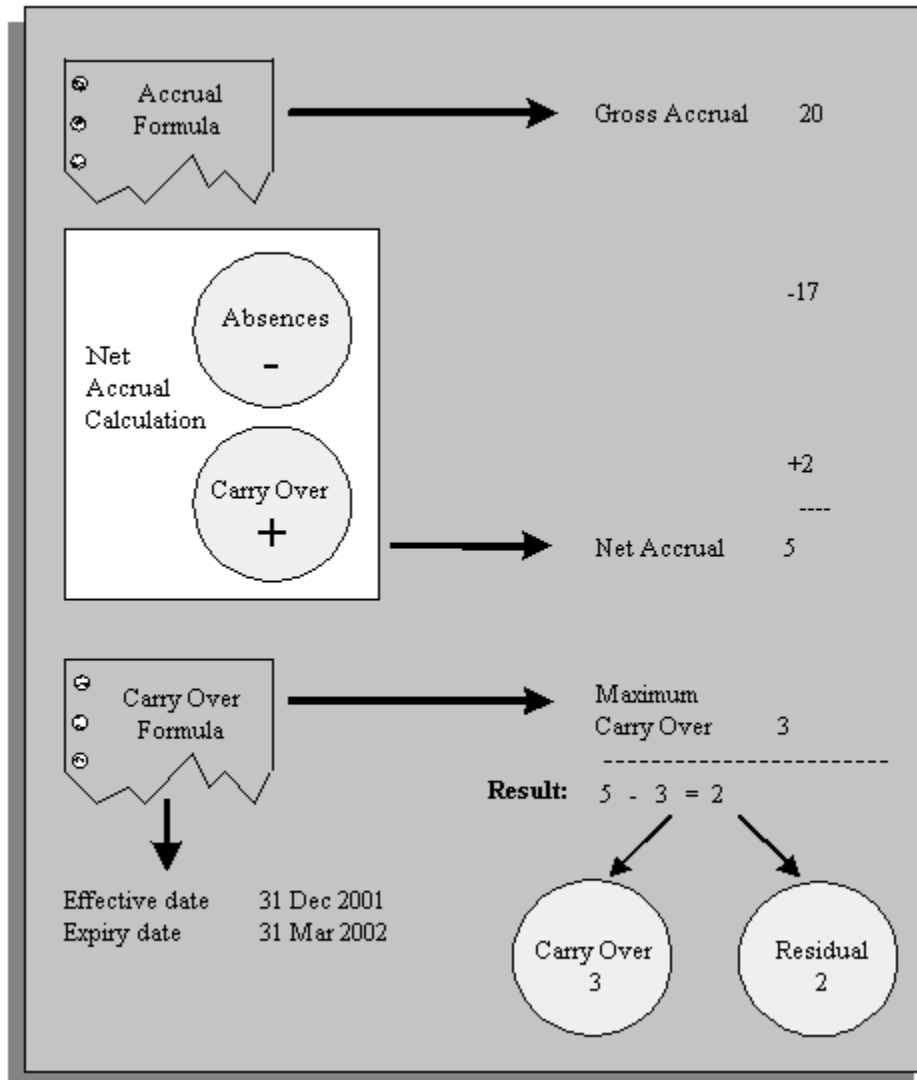 Accrual
Formula
Gross Accrual 20
Absences
-
-17
Net
Accrual
Calculation
Carry Over
+
+2
----
Net Accrual 5
Carry Over
Formula
Maximum
Carry Over 3
------------------------
Result: 5 - 3 = 2
Effective date 31 Dec 2001
Expiry date 31 Mar 2002
Carry Over
3
Residual
2